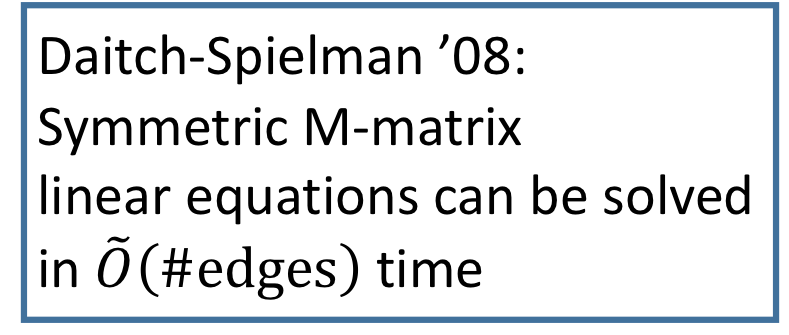 Daitch-Spielman ’08:
Symmetric M-matrix
linear equations can be solved
in Õ(#edges) time